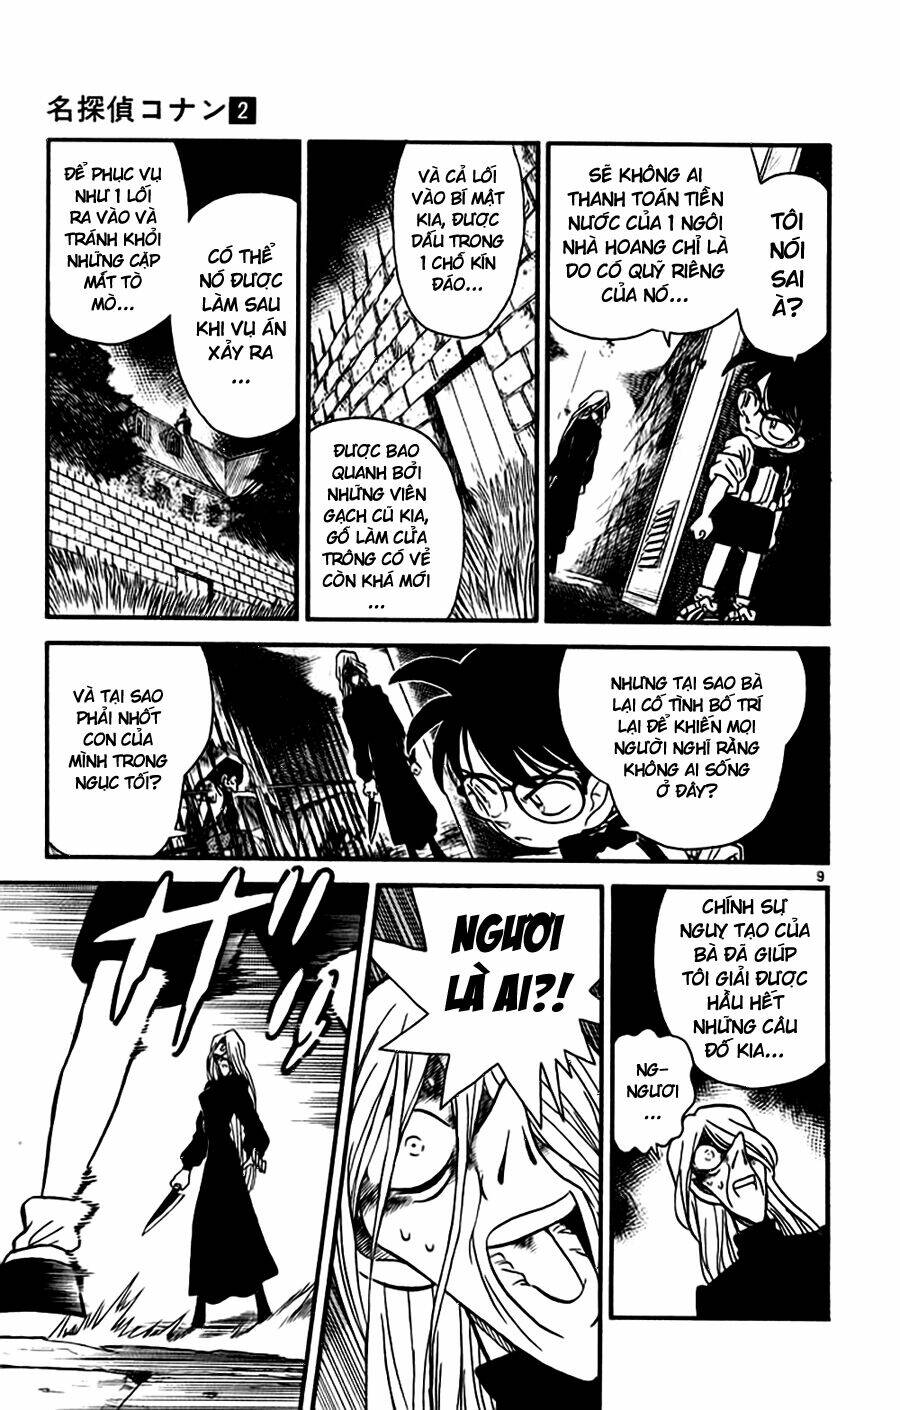 名探偵コナン2
TÔI
NÓI
SAI
À?
SẼ KHÔNG AI
THANH TOÁN TIỀN
NƯỚC CỦA 1 NGÔI
NHÀ HOANG CHỈ LÀ
DO CÓ QUỸ RIÊNG
CỦA NÓ...
VÀ CẢ LỐI
VÀO BÍ MẬT
KIA, ĐƯỢC
DẤU TRONG
1 CHỐ KÍN
ĐÁO...
ĐƯỢC BAO
QUANH BỞI
NHỮNG VIÊN
GẠCH CŨ KIA,
GỖ LÀM CỬA
TRÔNG CÓ VẺ
CÒN KHÁ MỚI
...
CÓ THỂ
NÓ ĐƯỢC
LÀM SAU
KHI VỤ ÁN
XẢY RA
...
ĐỂ PHỤC VỤ
NHƯ 1 LỐI
RA VÀO VÀ
TRÁNH KHỎI
NHỮNG CẶP
MẮT TÒ
MÒ...
NHƯNG TẠI SAO BÀ
LẠI CỐ TÌNH BỐ TRÍ
LẠI ĐỂ KHIẾN MỌI
NGƯỜI NGHĨ RẰNG
KHÔNG AI SỐNG
Ở ĐÂY?
VÀ TẠI SAO
PHẢI NHỐT
CON CỦA
MÌNH TRONG
NGỤC TỐI?
9
CHÍNH SỰ
NGỤY TẠO CỦA
BÀ ĐÃ GIÚP
TÔI GIẢI ĐƯỢC
HẦU HẾT
NHỮNG CÂU
ĐỐ KIA...
NG-
NGƯƠI
...
NGƯƠI
LÀ AI?!